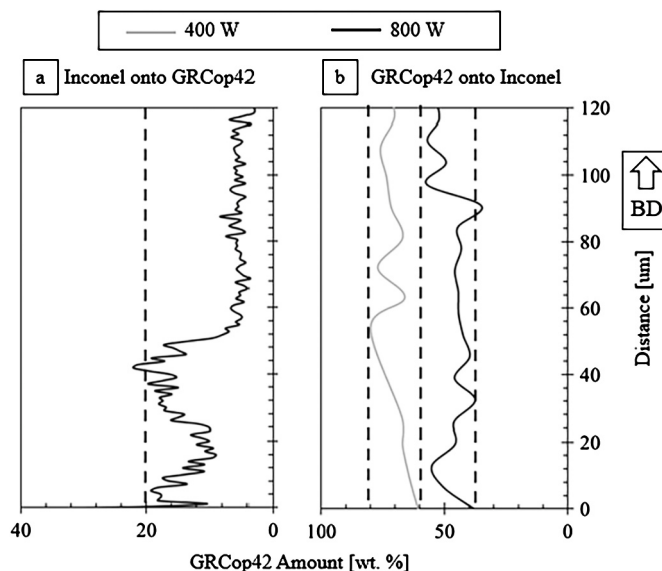 400 W 800 W
a Inconel onto GRCop42
b GRCop42 onto Inconel
120
100
80
60
40
20
0
BD
Distance [um]
40 20 0
100 50 0
GRCop42 Amount [wt. %]